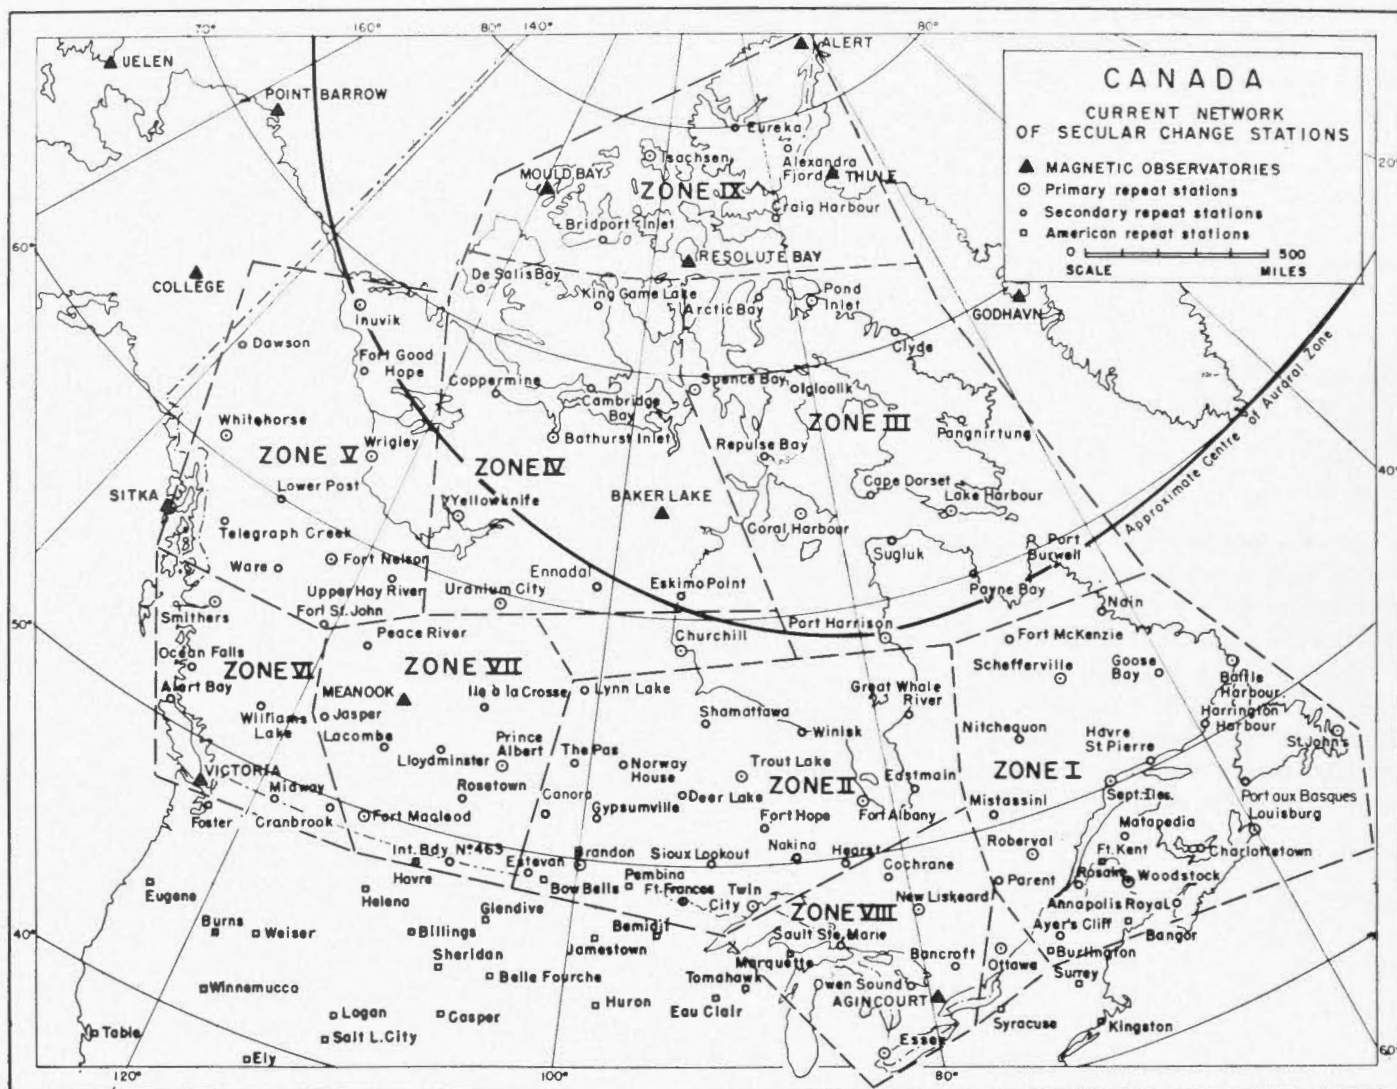 70° 160° 80° 140° 80°
UELEN
ALERT
POINT BARROW
CANADA
CURRENT NETWORK
OF SECULAR CHANGE STATIONS
MAGNETIC OBSERVATORIES
Primary repeat stations
Secondary repeat stations
American repeat stations
0 500
SCALE MILES
20°
Eureka
Isachsen
Alexandra
Fjord
THULE
MOULD BAY
ZONE IX
Craig Harbour
Bridport Inlet
60°
RESOLUTE BAY
COLLEGE
De Salis Bay
King Game Lake
Arctic Bay
Pond
Inlet
GODHAVN
Inuvik
Dawson
Clyde
Fort Good
Hope
Coppermine
Cambridge
Bay
Spence Bay
Igloolik
Approximate Centre of Auroral Zone
Whitehorse
Wrigley
Bathurst Inlet
Repulse Bay
ZONE III
Pangnirtung
ZONE V
ZONE IV
40°
Lower Post
SITKA
Yellowknife
BAKER LAKE
Cape Dorset
Lake Harbour
Coral Harbour
Telegraph Creek
Sugluk
Port
Burwell
Ware
Fort Nelson
Ennadai
Upper Hay River
Uranium City
Eskimo Point
Payne Bay
Smithers
Fort St. John
Nain
50°
Peace River
Churchill
Port Harrison
Fort McKenzie
Ocean Falls
ZONE VI
ZONE VII
Schefferville
Goose
Bay
Battle
Harbour
Alert Bay
MEANOOK
Ile à la Crosse
Lynn Lake
Great Whale
River
Harrington
Harbour
Williams
Lake
Jasper
Lacombe
Shamattawa
Winisk
Nitchequon
Havre
St Pierre
St John's
Lloydminster
Prince
Albert
The Pas
Norway
House
Trout Lake
ZONE II
Eastmain
ZONE I
VICTORIA
Midway
Rosetown
Canora
Deer Lake
Mistassini
Sept. Iles
Port aux Basques
Louisburg
Foster
Cranbrook
Fort Macleod
Gypsumville
Fort Hope
Fort Albany
Matapedia
Int. Bdy No 463
Estevan
Brandon
Sioux Lookout
Nakina
Hearst
Roberval
Ft. Kent
Charlottetown
Havre
Bow Bells
Pembina
Ft. Frances
Twin
City
Cochrane
Parent
Woodstock
Eugene
Helena
Glendive
New Liskeard
Annapolis Royal
Burns
Weiser
Billings
Bemidji
ZONE VIII
Ayer's Cliff
Bangor
40°
Sheridan
Jamestown
Sault Ste. Marie
Marquette
Bancroft
Ottawa
Burlington
Surrey
Winnemucca
Belle Fourche
Tomahawk
Owen Sound
AGINCOURT
Logan
Casper
Huron
Eau Clair
Syracuse
Kingston
Table
Salt L. City
Ely
Essex
60°
120° 100° 80°